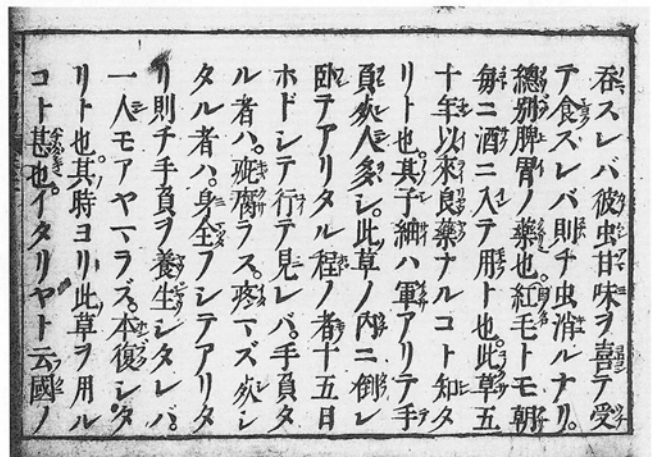 呑スレバ彼虫甘味ヲ喜テ受
テ食スレバ則チ虫消ルナリ。
總別脾胃ノ藥也。紅毛トモ朝
毎ニ酒ニ入テ用ト也。此草五
十年以來良藥ナルコト知タ
リト也。其子細ハ軍アリテ手
負死人多シ。此草ノ内ニ倒レ
臥テアリタル程ノ者十五日
ホドシテ行テ見レバ。手負タ
ル者ハ。疵腐ラス。疼マズ死シ
タル者ハ。身全フシテアリタ
リ則チ手負ヲ養生シタレバ。
一人モアヤマラズ。本復シタ
リト也。其時ヨリ此草ヲ用ル
コト甚也。イタリヤト云國ノ